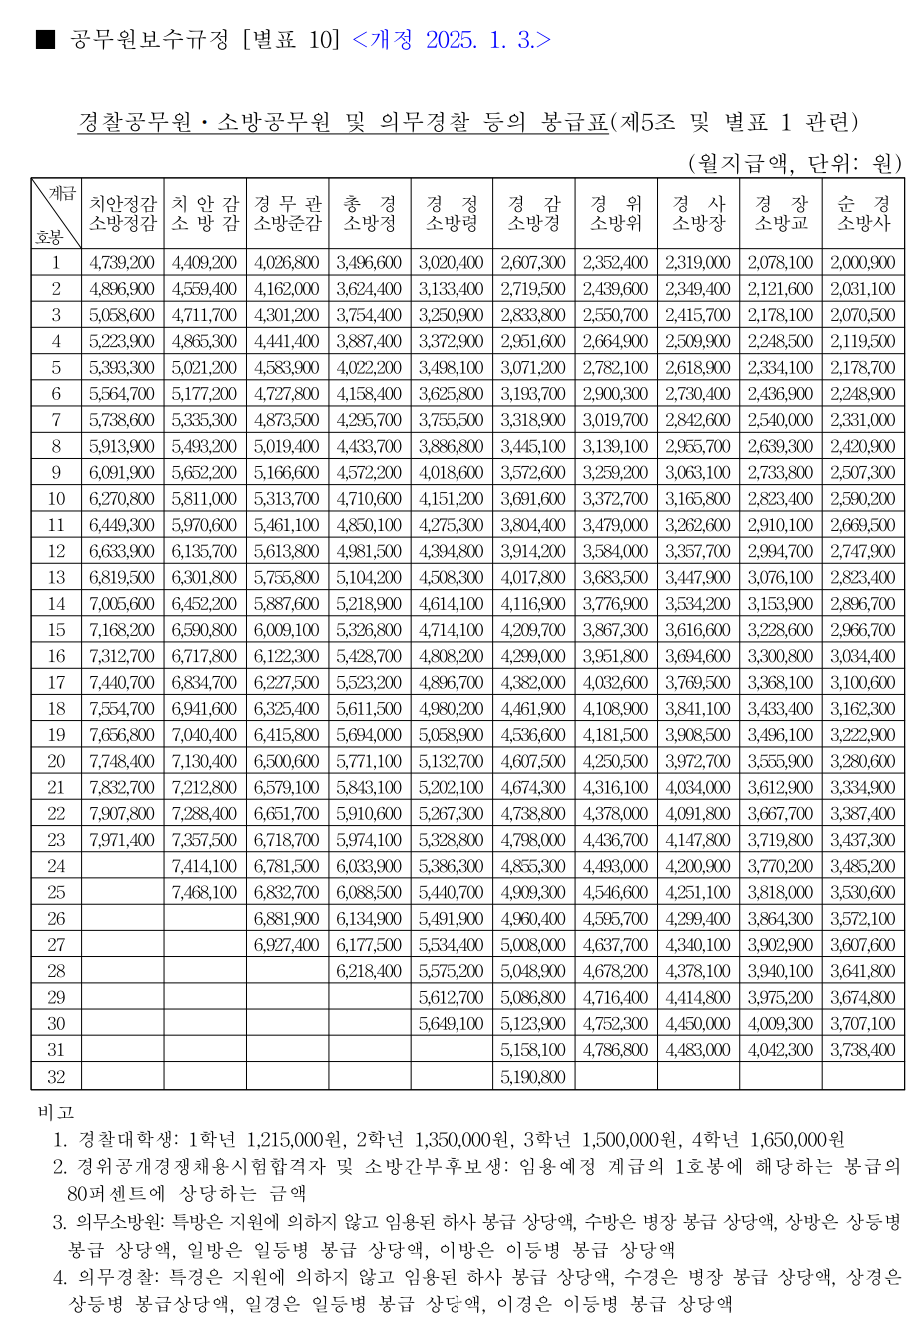 ■ 공무원보수규정 [별표 10] <개정 2025. 1. 3.>
경찰공무원・소방공무원 및 의무경찰 등의 봉급표(제5조 및 별표 1 관련)
(월지급액, 단위: 원)
계급 치안정감 치 안 감 경 무 관 총 경 경 정 경 감 경 위 경 사 경 장 순 경
호봉 소방정감 소 방 감 소방준감 소방정 소방령 소방경 소방위 소방장 소방교 소방사
1 4,739,200 4,409,200 4,026,800 3,496,600 3,020,400 2,607,300 2,352,400 2,319,000 2,078,100 2,000,900
2 4,896,900 4,559,400 4,162,000 3,624,400 3,133,400 2,719,500 2,439,600 2,349,400 2,121,600 2,031,100
3 5,058,600 4,711,700 4,301,200 3,754,400 3,250,900 2,833,800 2,550,700 2,415,700 2,178,100 2,070,500
4 5,223,900 4,865,300 4,441,400 3,887,400 3,372,900 2,951,600 2,664,900 2,509,900 2,248,500 2,119,500
5 5,393,300 5,021,200 4,583,900 4,022,200 3,498,100 3,071,200 2,782,100 2,618,900 2,334,100 2,178,700
6 5,564,700 5,177,200 4,727,800 4,158,400 3,625,800 3,193,700 2,900,300 2,730,400 2,436,900 2,248,900
7 5,738,600 5,335,300 4,873,500 4,295,700 3,755,500 3,318,900 3,019,700 2,842,600 2,540,000 2,331,000
8 5,913,900 5,493,200 5,019,400 4,433,700 3,886,800 3,445,100 3,139,100 2,955,700 2,639,300 2,420,900
9 6,091,900 5,652,200 5,166,600 4,572,200 4,018,600 3,572,600 3,259,200 3,063,100 2,733,800 2,507,300
10 6,270,800 5,811,000 5,313,700 4,710,600 4,151,200 3,691,600 3,372,700 3,165,800 2,823,400 2,590,200
11 6,449,300 5,970,600 5,461,100 4,850,100 4,275,300 3,804,400 3,479,000 3,262,600 2,910,100 2,669,500
12 6,633,900 6,135,700 5,613,800 4,981,500 4,394,800 3,914,200 3,584,000 3,357,700 2,994,700 2,747,900
13 6,819,500 6,301,800 5,755,800 5,104,200 4,508,300 4,017,800 3,683,500 3,447,900 3,076,100 2,823,400
14 7,005,600 6,452,200 5,887,600 5,218,900 4,614,100 4,116,900 3,776,900 3,534,200 3,153,900 2,896,700
15 7,168,200 6,590,800 6,009,100 5,326,800 4,714,100 4,209,700 3,867,300 3,616,600 3,228,600 2,966,700
16 7,312,700 6,717,800 6,122,300 5,428,700 4,808,200 4,299,000 3,951,800 3,694,600 3,300,800 3,034,400
17 7,440,700 6,834,700 6,227,500 5,523,200 4,896,700 4,382,000 4,032,600 3,769,500 3,368,100 3,100,600
18 7,554,700 6,941,600 6,325,400 5,611,500 4,980,200 4,461,900 4,108,900 3,841,100 3,433,400 3,162,300
19 7,656,800 7,040,400 6,415,800 5,694,000 5,058,900 4,536,600 4,181,500 3,908,500 3,496,100 3,222,900
20 7,748,400 7,130,400 6,500,600 5,771,100 5,132,700 4,607,500 4,250,500 3,972,700 3,555,900 3,280,600
21 7,832,700 7,212,800 6,579,100 5,843,100 5,202,100 4,674,300 4,316,100 4,034,000 3,612,900 3,334,900
22 7,907,800 7,288,400 6,651,700 5,910,600 5,267,300 4,738,800 4,378,000 4,091,800 3,667,700 3,387,400
23 7,971,400 7,357,500 6,718,700 5,974,100 5,328,800 4,798,000 4,436,700 4,147,800 3,719,800 3,437,300
24 7,414,100 6,781,500 6,033,900 5,386,300 4,855,300 4,493,000 4,200,900 3,770,200 3,485,200
25 7,468,100 6,832,700 6,088,500 5,440,700 4,909,300 4,546,600 4,251,100 3,818,000 3,530,600
26 6,881,900 6,134,900 5,491,900 4,960,400 4,595,700 4,299,400 3,864,300 3,572,100
27 6,927,400 6,177,500 5,534,400 5,008,000 4,637,700 4,340,100 3,902,900 3,607,600
28 6,218,400 5,575,200 5,048,900 4,678,200 4,378,100 3,940,100 3,641,800
29 5,612,700 5,086,800 4,716,400 4,414,800 3,975,200 3,674,800
30 5,649,100 5,123,900 4,752,300 4,450,000 4,009,300 3,707,100
31 5,158,100 4,786,800 4,483,000 4,042,300 3,738,400
32 5,190,800
비고
1. 경찰대학생: 1학년 1,215,000원, 2학년 1,350,000원, 3학년 1,500,000원, 4학년 1,650,000원
2. 경위공개경쟁채용시험합격자 및 소방간부후보생: 임용예정 계급의 1호봉에 해당하는 봉급의
80퍼센트에 상당하는 금액
3. 의무소방원: 특방은 지원에 의하지 않고 임용된 하사 봉급 상당액, 수방은 병장 봉급 상당액, 상방은 상등병
봉급 상당액, 일방은 일등병 봉급 상당액, 이방은 이등병 봉급 상당액
4. 의무경찰: 특경은 지원에 의하지 않고 임용된 하사 봉급 상당액, 수경은 병장 봉급 상당액, 상경은
상등병 봉급상당액, 일경은 일등병 봉급 상당액, 이경은 이등병 봉급 상당액